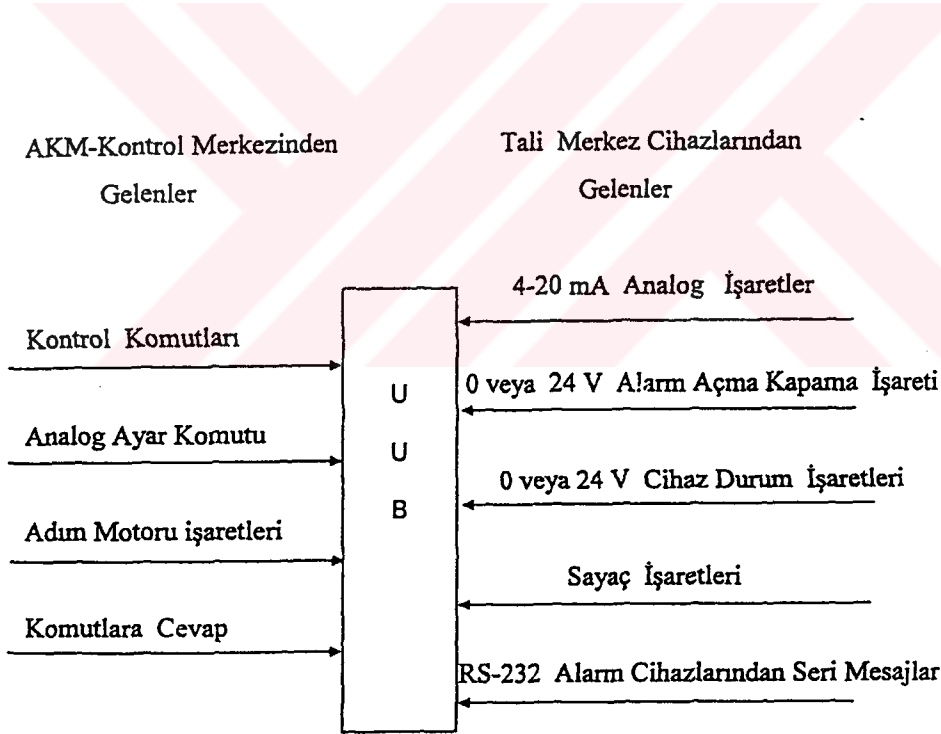 AKM-Kontrol Merkezinden
Gelenler
Tali Merkez Cihazlarından
Gelenler
Kontrol Komutları
Analog Ayar Komutu
Adım Motoru işaretleri
Komutlara Cevap
U
U
B
4-20 mA Analog İşaretler
0 veya 24 V Alarm Açma Kapama İşareti
0 veya 24 V Cihaz Durum İşaretleri
Sayaç İşaretleri
RS-232 Alarm Cihazlarından Seri Mesajlar